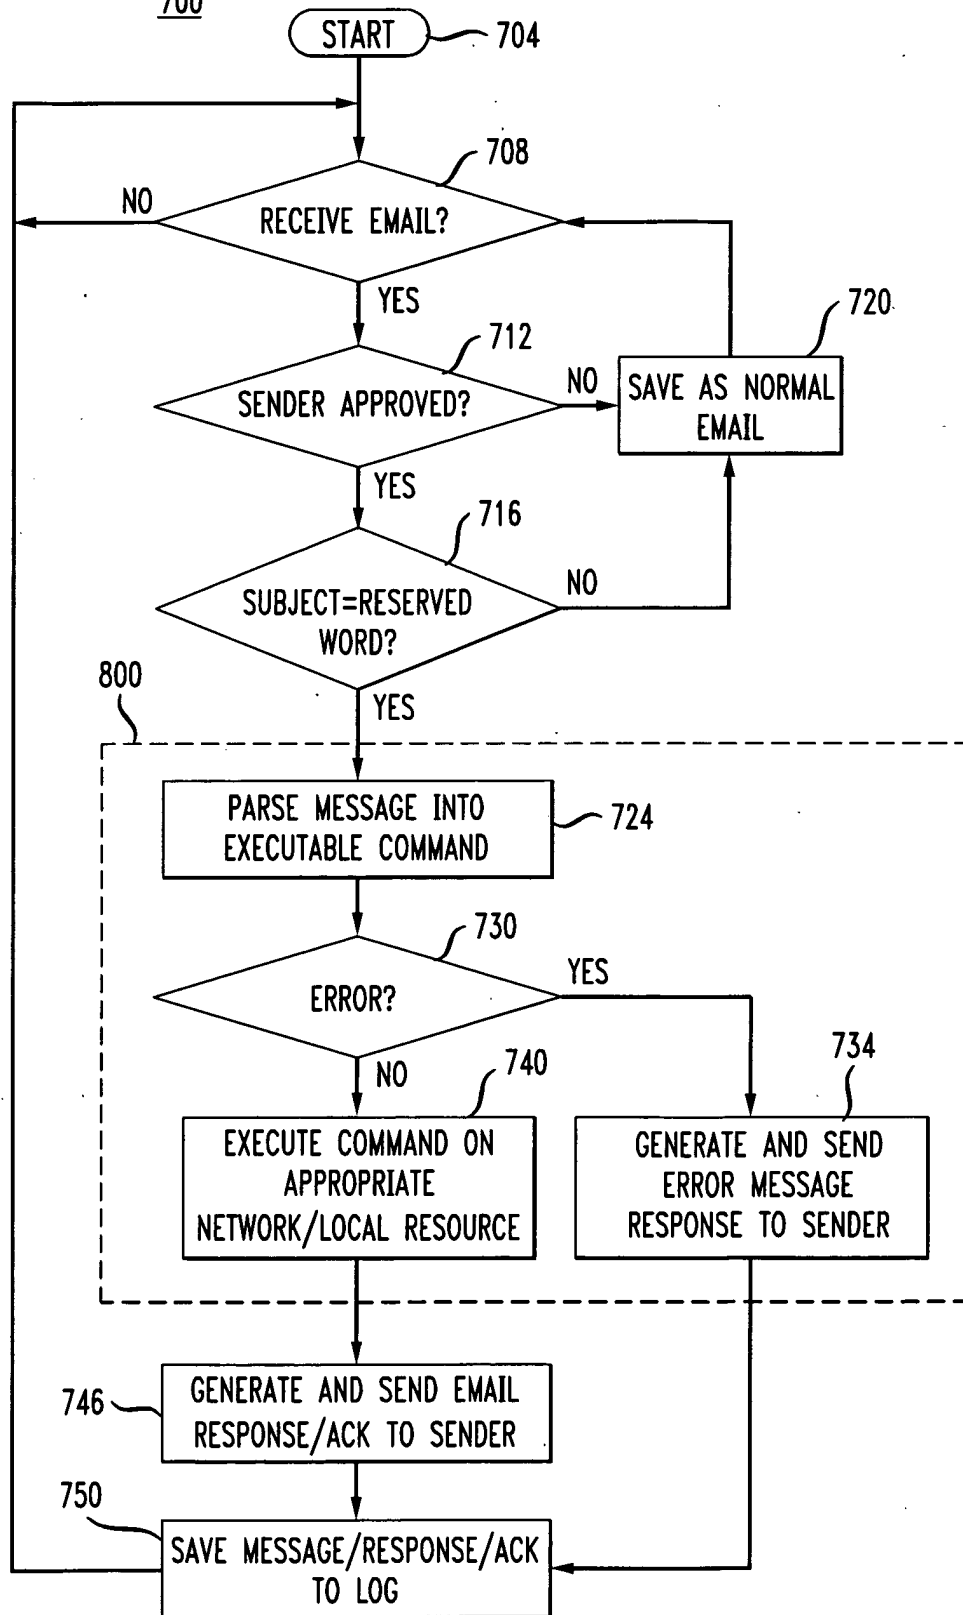 700
START
704
708
NO
RECEIVE EMAIL?
YES
720
712
SENDER APPROVED?
NO
SAVE AS NORMAL
EMAIL
YES
716
SUBJECT=RESERVED
WORD?
NO
800
YES
PARSE MESSAGE INTO
EXECUTABLE COMMAND
724
730
ERROR?
YES
NO
740
734
EXECUTE COMMAND ON
APPROPRIATE
NETWORK/LOCAL RESOURCE
GENERATE AND SEND
ERROR MESSAGE
RESPONSE TO SENDER
746
GENERATE AND SEND EMAIL
RESPONSE/ACK TO SENDER
750
SAVE MESSAGE/RESPONSE/ACK
TO LOG